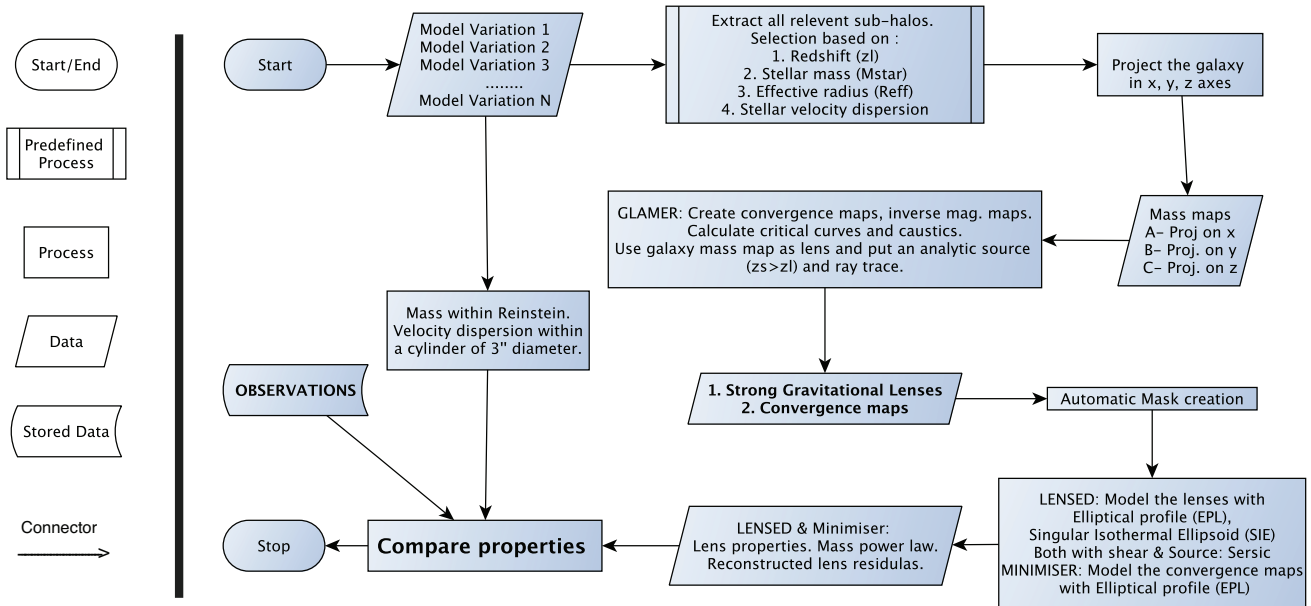 Start/End
Predefined
Process
Process
Data
Stored Data
Connector
Start
Model Variation 1
Model Variation 2
Model Variation 3
........
Model Variation N
Extract all relevent sub-halos.
Selection based on :
1. Redshift (zl)
2. Stellar mass (Mstar)
3. Effective radius (Reff)
4. Stellar velocity dispersion
Project the galaxy
in x, y, z axes
Mass maps
A- Proj on x
B- Proj. on y
C- Proj. on z
GLAMER: Create convergence maps, inverse mag. maps.
Calculate critical curves and caustics.
Use galaxy mass map as lens and put an analytic source
(zs>zl) and ray trace.
Mass within Reinstein.
Velocity dispersion within
a cylinder of 3" diameter.
OBSERVATIONS
1. Strong Gravitational Lenses
2. Convergence maps
Automatic Mask creation
LENSED: Model the lenses with
Elliptical profile (EPL),
Singular Isothermal Ellipsoid (SIE)
Both with shear & Source: Sersic
MINIMISER: Model the convergence maps
with Elliptical profile (EPL)
LENSED & Minimiser:
Lens properties. Mass power law.
Reconstructed lens residulas.
Compare properties
Stop